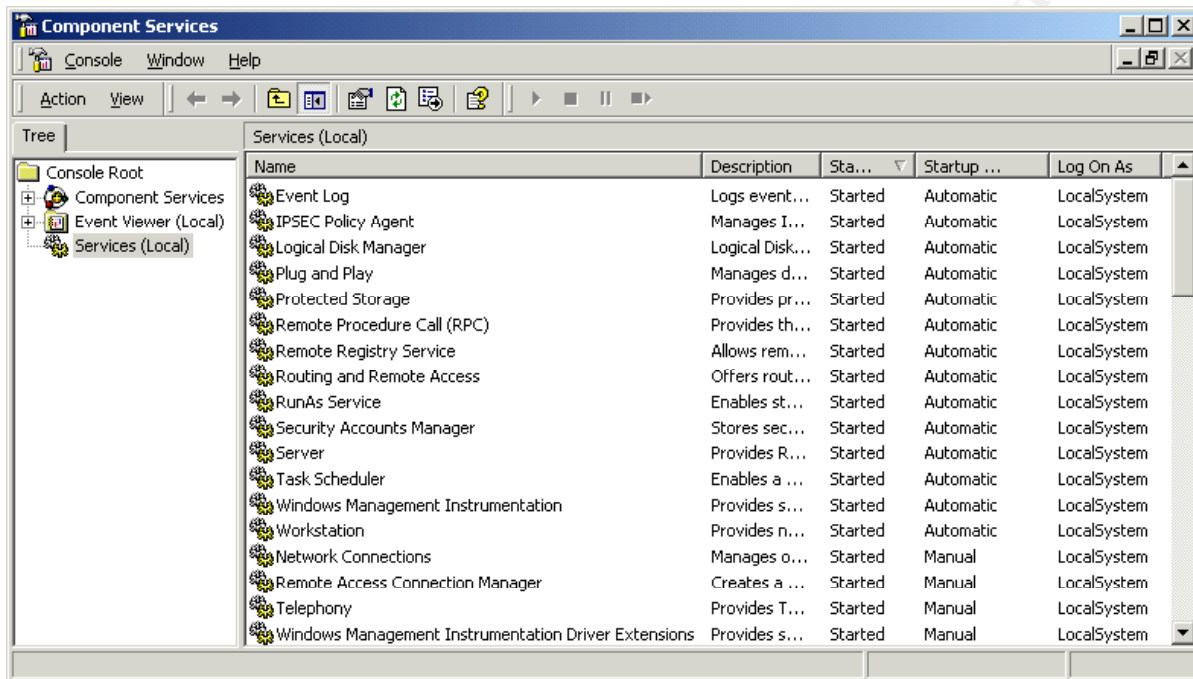 Component Services
Console Window Help
Action View
Tree
Services (Local)
Console Root
Component Services
Event Viewer (Local)
Services (Local)
Name Description Sta... Startup ... Log On As
Event Log Logs event... Started Automatic LocalSystem
IPSEC Policy Agent Manages I... Started Automatic LocalSystem
Logical Disk Manager Logical Disk... Started Automatic LocalSystem
Plug and Play Manages d... Started Automatic LocalSystem
Protected Storage Provides pr... Started Automatic LocalSystem
Remote Procedure Call (RPC) Provides th... Started Automatic LocalSystem
Remote Registry Service Allows rem... Started Automatic LocalSystem
Routing and Remote Access Offers rout... Started Automatic LocalSystem
RunAs Service Enables st... Started Automatic LocalSystem
Security Accounts Manager Stores sec... Started Automatic LocalSystem
Server Provides R... Started Automatic LocalSystem
Task Scheduler Enables a ... Started Automatic LocalSystem
Windows Management Instrumentation Provides s... Started Automatic LocalSystem
Workstation Provides n... Started Automatic LocalSystem
Network Connections Manages o... Started Manual LocalSystem
Remote Access Connection Manager Creates a ... Started Manual LocalSystem
Telephony Provides T... Started Manual LocalSystem
Windows Management Instrumentation Driver Extensions Provides s... Started Manual LocalSystem